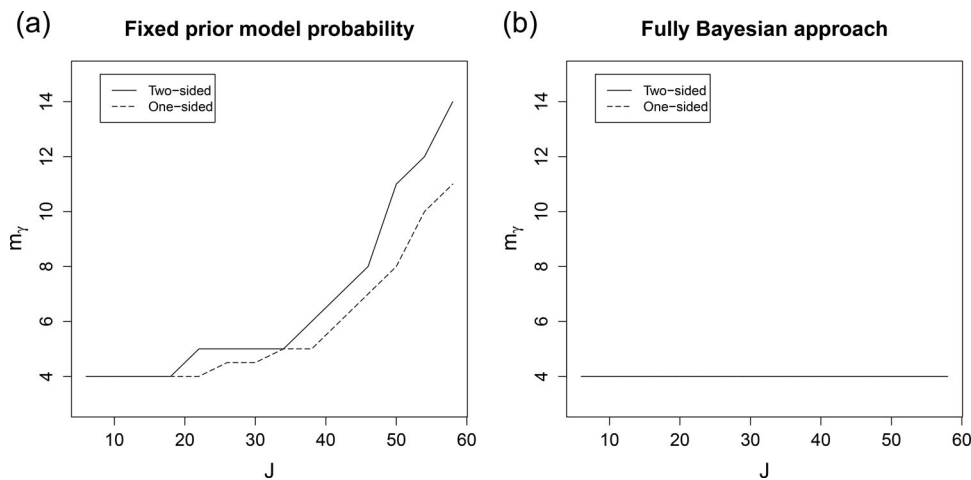 (a)
Fixed prior model probability
Two−sided
One−sided
14
12
10
8
6
4
mγ
10 20 30 40 50 60
J
(b)
Fully Bayesian approach
Two−sided
One−sided
14
12
10
8
6
4
mγ
10 20 30 40 50 60
J